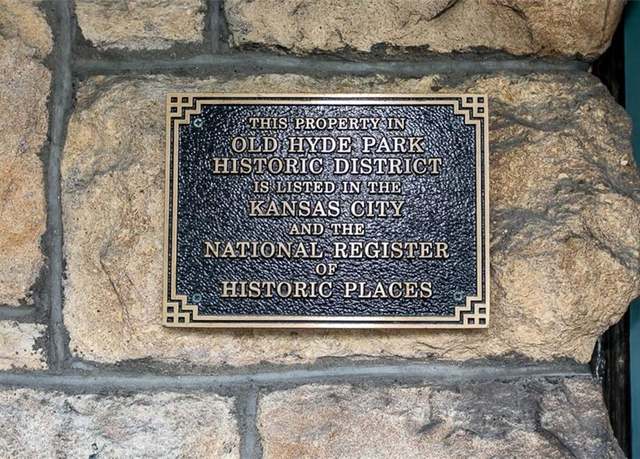 THIS PROPERTY IN
OLD HYDE PARK
HISTORIC DISTRICT
IS LISTED IN THE
KANSAS CITY
AND THE
NATIONAL REGISTER
OF
HISTORIC PLACES